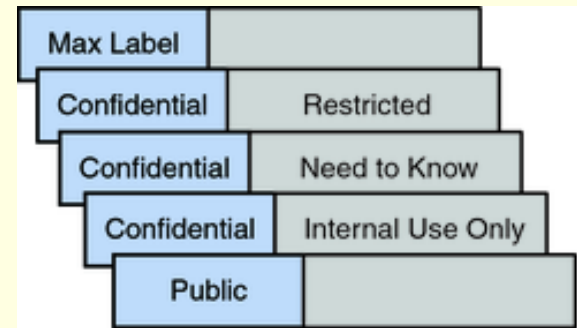 Max Label
Confidential Restricted
Confidential Need to Know
Confidential Internal Use Only
Public